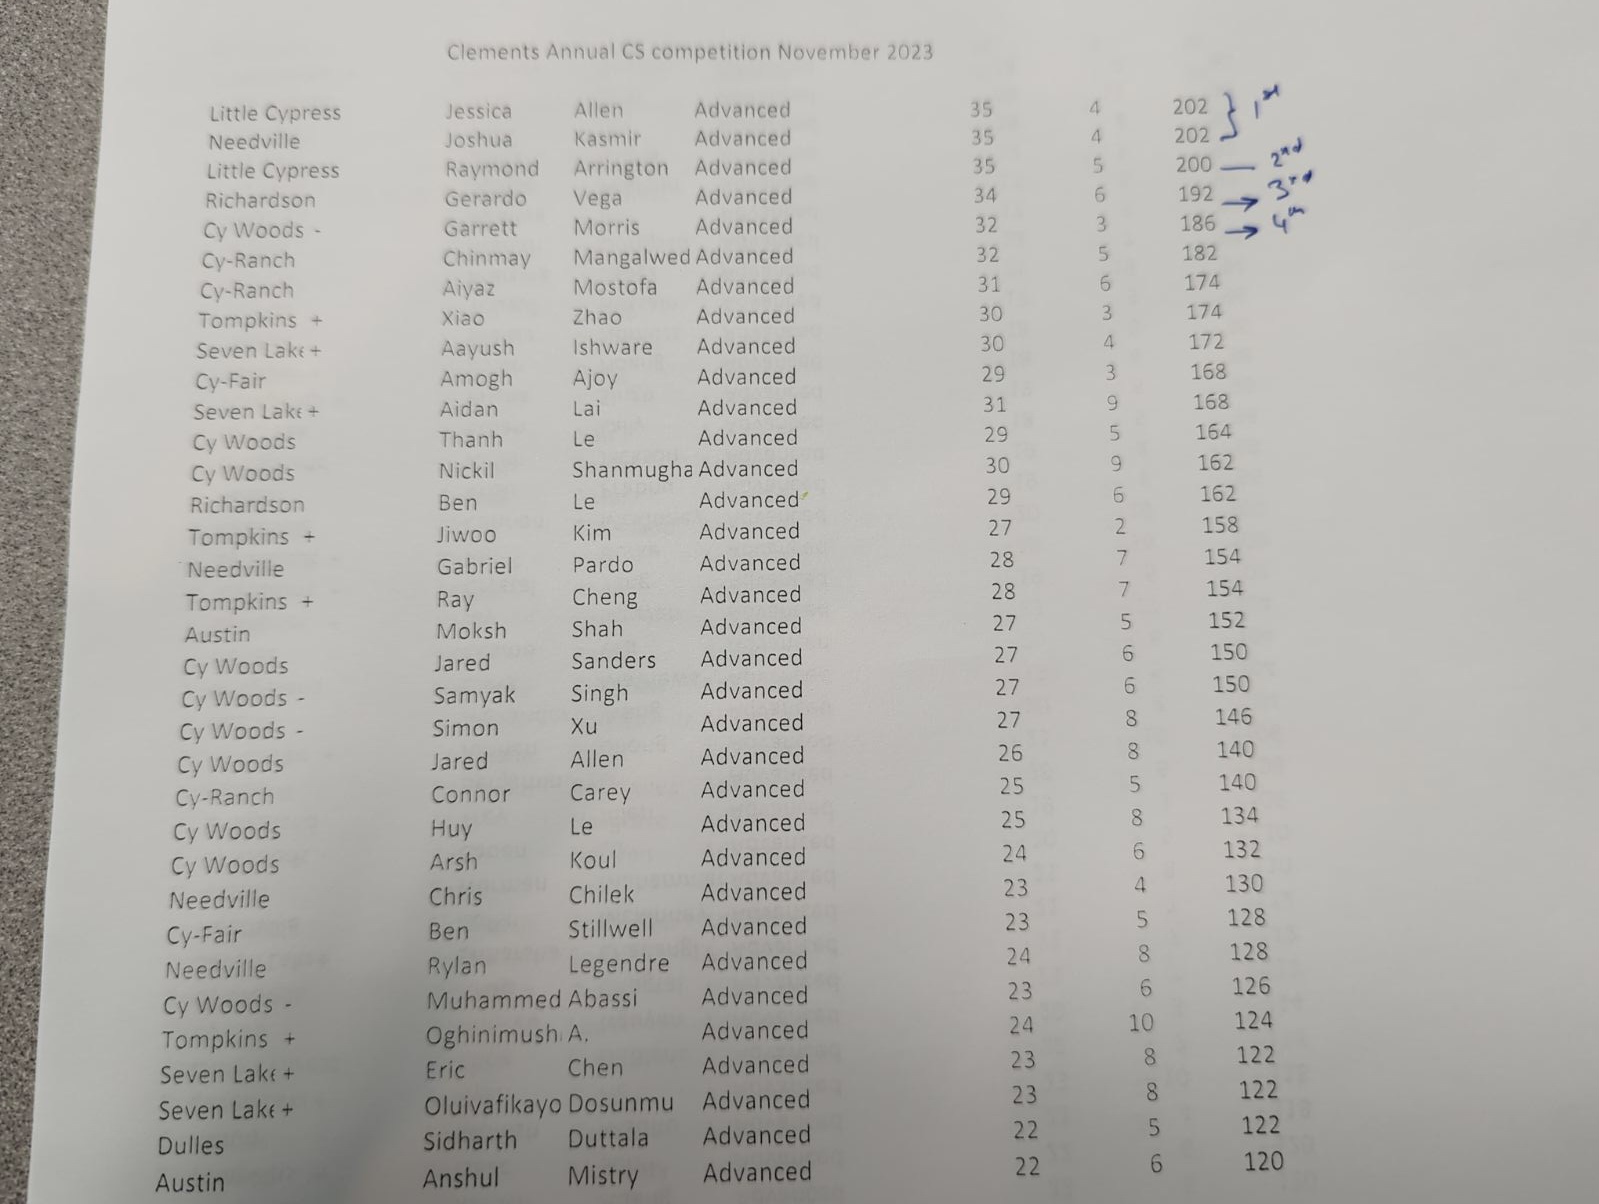 Clements Annual CS competition November 2023
Little Cypress Jessica Allen Advanced 35 4 202 } 1st
Needville Joshua Kasmir Advanced 35 4 202
Little Cypress Raymond Arrington Advanced 35 5 200 — 2nd
Richardson Gerardo Vega Advanced 34 6 192 → 3rd
Cy Woods - Garrett Morris Advanced 32 3 186 → 4th
Cy-Ranch Chinmay Mangalwed Advanced 32 5 182
Cy-Ranch Aiyaz Mostofa Advanced 31 6 174
Tompkins + Xiao Zhao Advanced 30 3 174
Seven Lake + Aayush Ishware Advanced 30 4 172
Cy-Fair Amogh Ajoy Advanced 29 3 168
Seven Lake + Aidan Lai Advanced 31 9 168
Cy Woods Thanh Le Advanced 29 5 164
Cy Woods Nickil Shanmugha Advanced 30 9 162
Richardson Ben Le Advanced 29 6 162
Tompkins + Jiwoo Kim Advanced 27 2 158
Needville Gabriel Pardo Advanced 28 7 154
Tompkins + Ray Cheng Advanced 28 7 154
Austin Moksh Shah Advanced 27 5 152
Cy Woods Jared Sanders Advanced 27 6 150
Cy Woods - Samyak Singh Advanced 27 6 150
Cy Woods - Simon Xu Advanced 27 8 146
Cy Woods Jared Allen Advanced 26 8 140
Cy-Ranch Connor Carey Advanced 25 5 140
Cy Woods Huy Le Advanced 25 8 134
Cy Woods Arsh Koul Advanced 24 6 132
Needville Chris Chilek Advanced 23 4 130
Cy-Fair Ben Stillwell Advanced 23 5 128
Needville Rylan Legendre Advanced 24 8 128
Cy Woods - Muhammed Abassi Advanced 23 6 126
Tompkins + Oghinimush A. Advanced 24 10 124
Seven Lake + Eric Chen Advanced 23 8 122
Seven Lake + Oluivafikayo Dosunmu Advanced 23 8 122
Dulles Sidharth Duttala Advanced 22 5 122
Austin Anshul Mistry Advanced 22 6 120